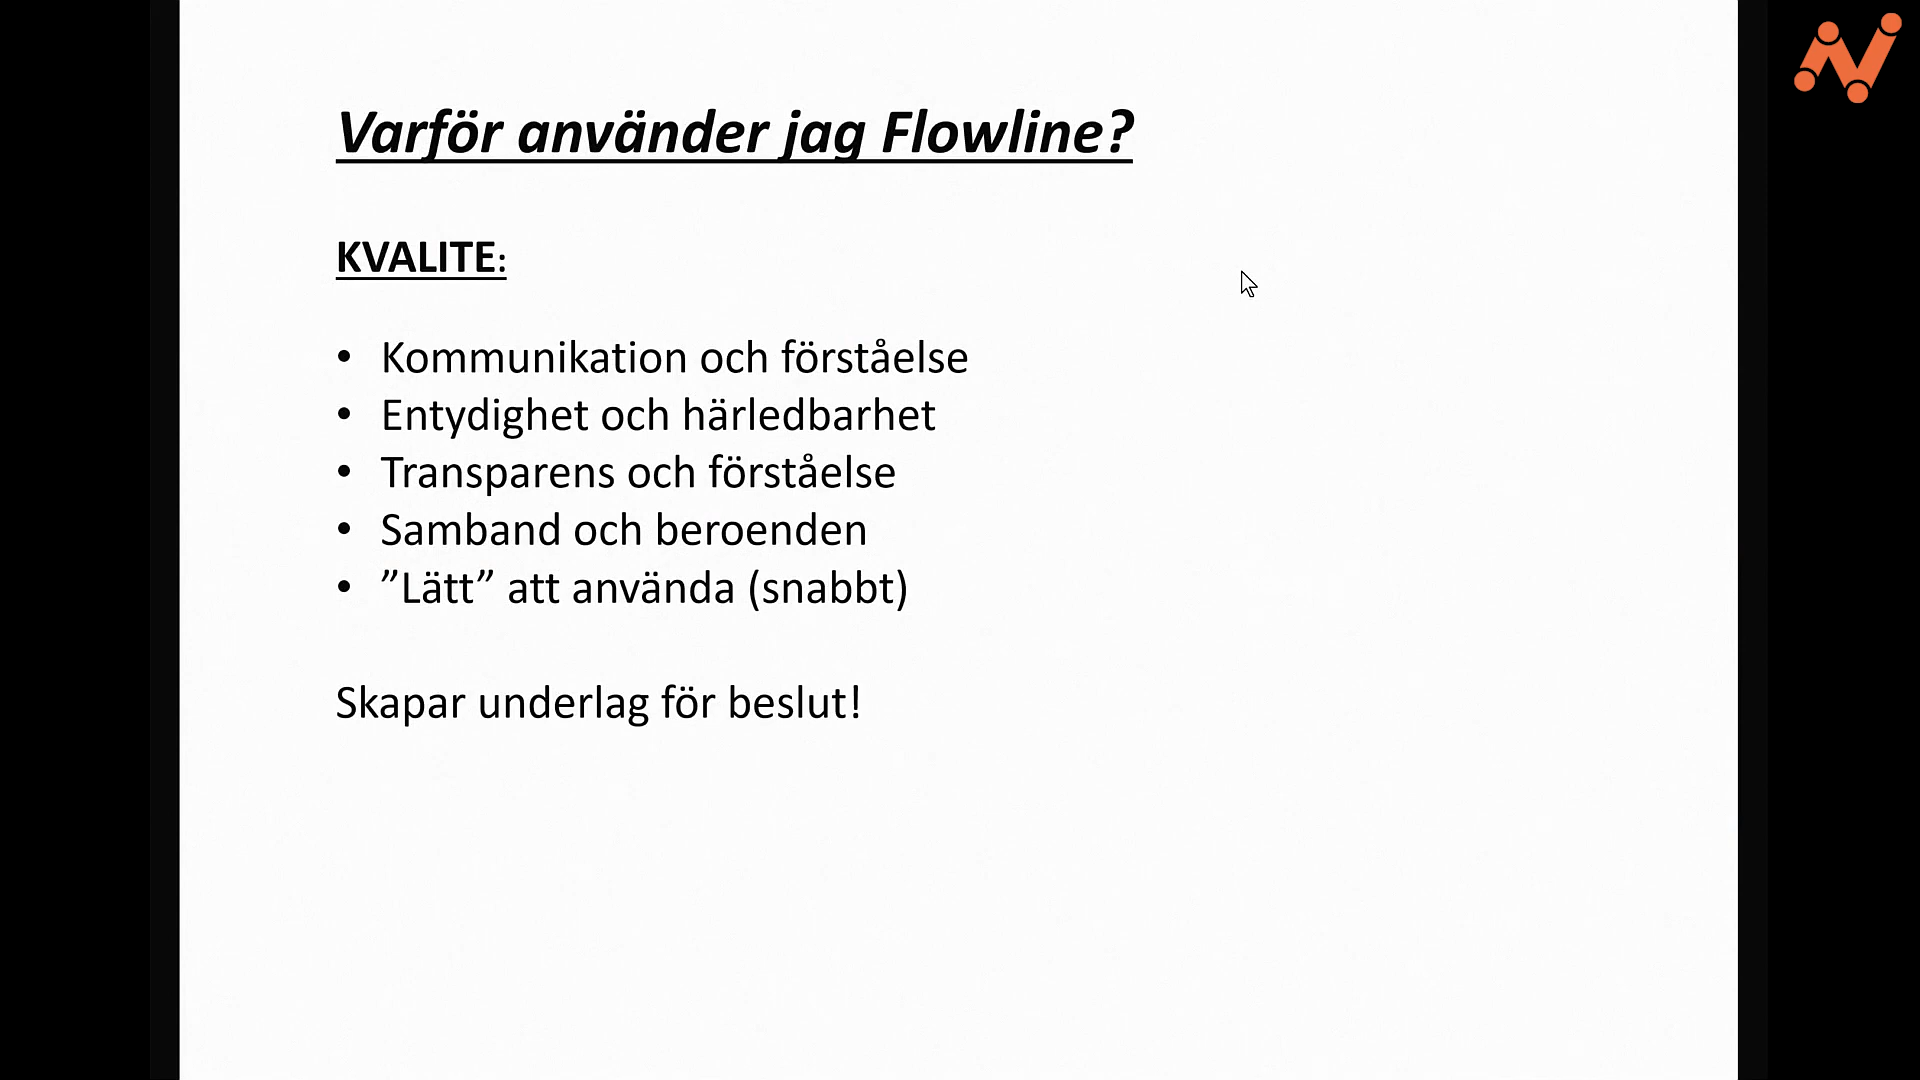 Varför använder jag Flowline?
KVALITE:
• Kommunikation och förståelse
• Entydighet och härledbarhet
• Transparens och förståelse
• Samband och beroenden
• ”Lätt” att använda (snabbt)
Skapar underlag för beslut!